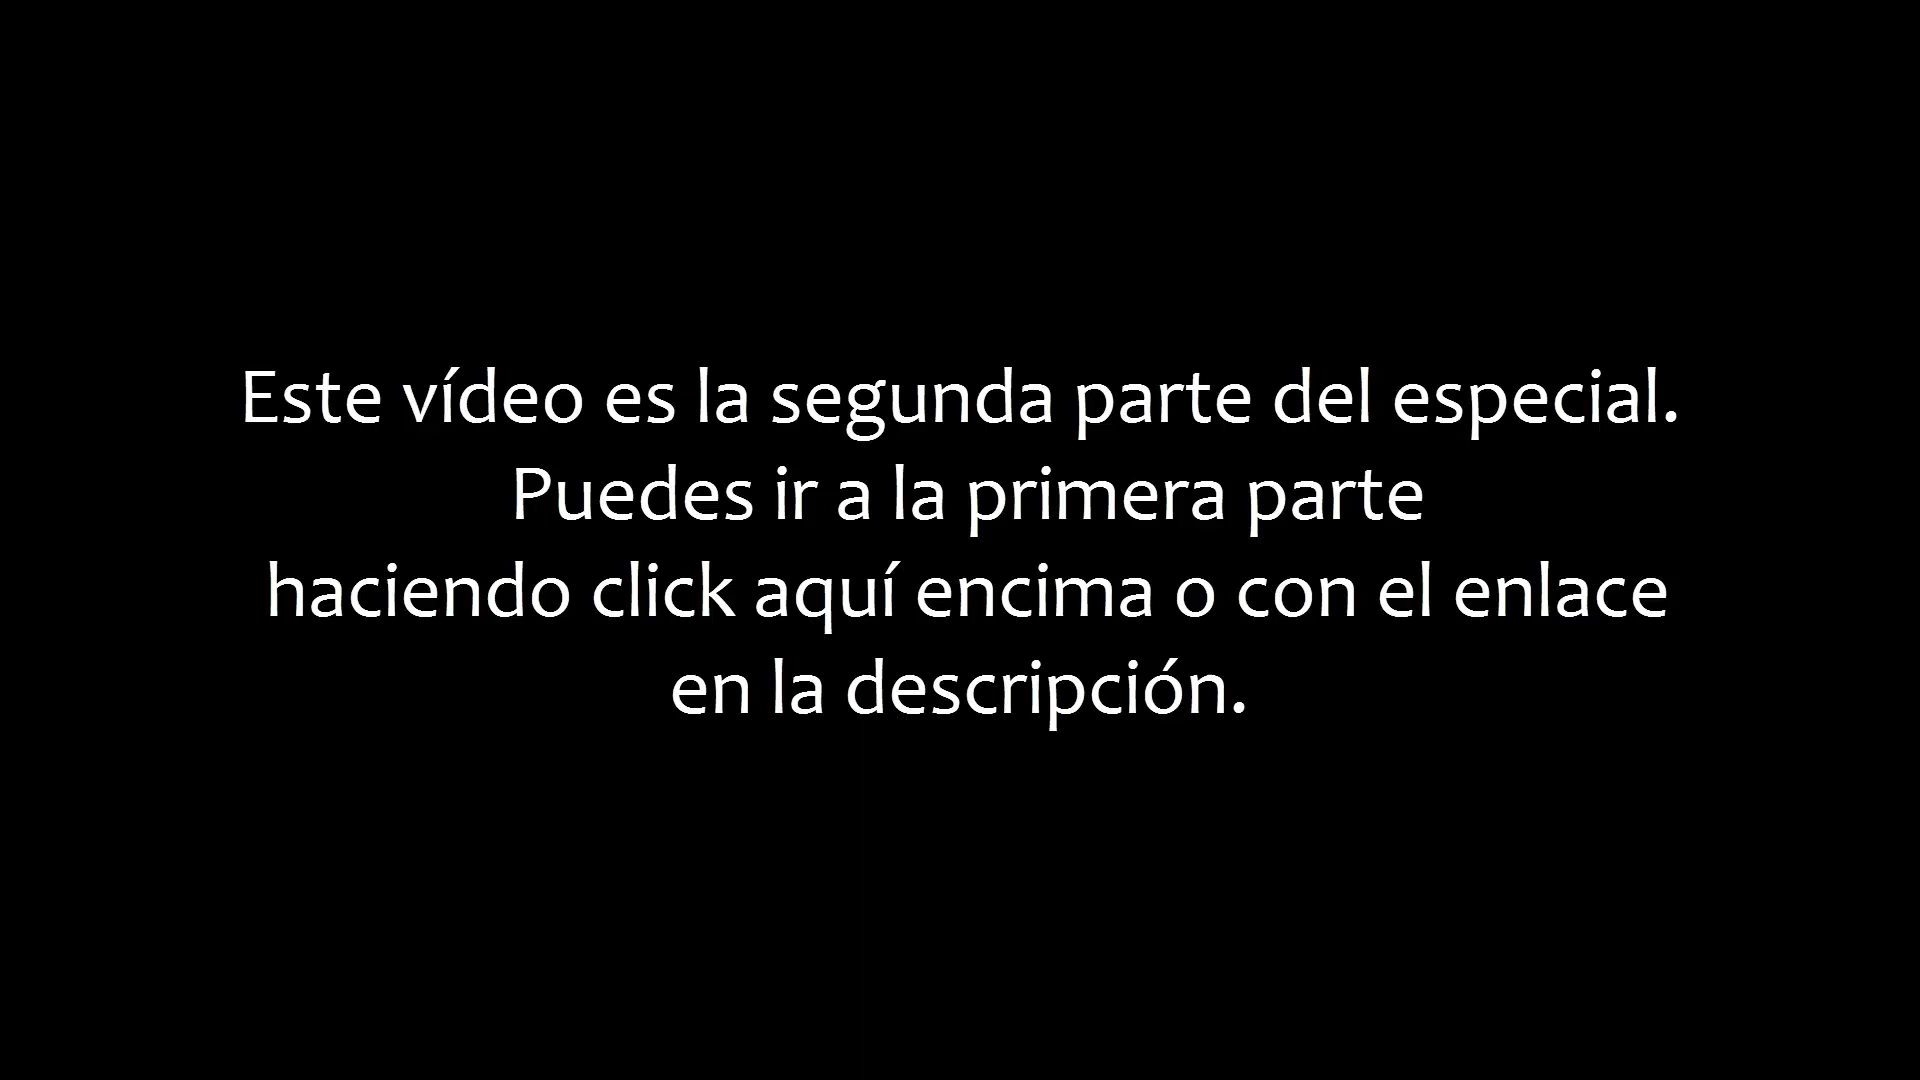 Este vídeo es la segunda parte del especial.
Puedes ir a la primera parte
haciendo click aquí encima o con el enlace
en la descripción.